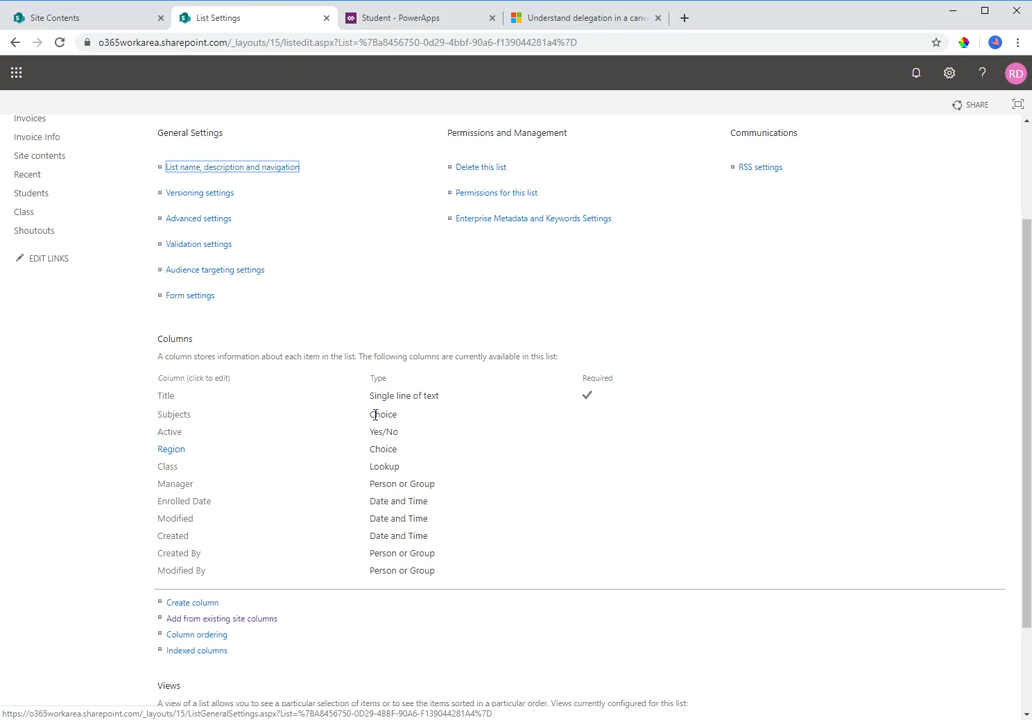 Site Contents
List Settings
Student - PowerApps
Understand delegation in a canv
o365workarea.sharepoint.com/_layouts/15/listedit.aspx?List=%7BA8456750-0d29-4bbf-90a6-f139044281a4%7D
RD
SHARE
Invoices
Invoice Info
Site contents
Recent
Students
Class
Shoutouts
EDIT LINKS
General Settings
Permissions and Management
Communications
List name, description and navigation
Delete this list
RSS settings
Versioning settings
Permissions for this list
Advanced settings
Enterprise Metadata and Keywords Settings
Validation settings
Audience targeting settings
Form settings
Columns
A column stores information about each item in the list. The following columns are currently available in this list:
Column (click to edit) Type Required
Title Single line of text
Subjects Choice
Active Yes/No
Region Choice
Class Lookup
Manager Person or Group
Enrolled Date Date and Time
Modified Date and Time
Created Date and Time
Created By Person or Group
Modified By Person or Group
Create column
Add from existing site columns
Column ordering
Indexed columns
Views
A view of a list allows you to see a particular selection of items or to see the items sorted in a particular order. Views currently configured for this list:
https://o365workarea.sharepoint.com/_layouts/15/ListGeneralSettings.aspx?List=%7BA8456750-0D29-4BBF-90A6-F139044281A4%7D